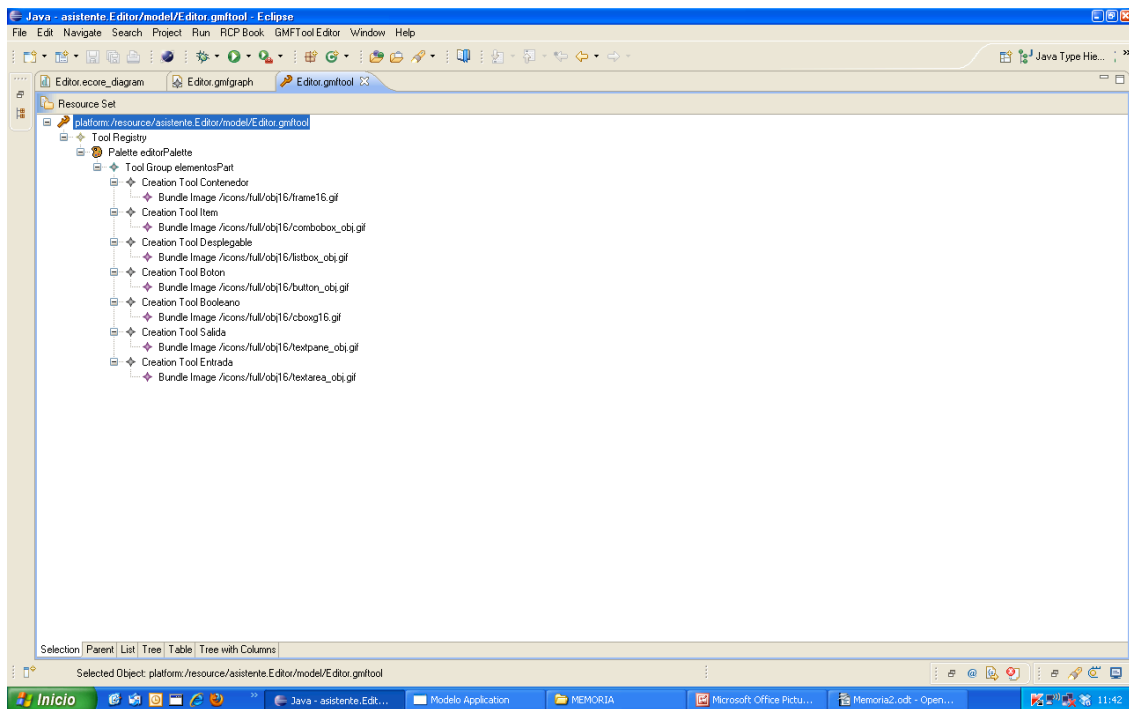 Java - asistente.Editor/model/Editor.gmftool - Eclipse
File Edit Navigate Search Project Run RCP Book GMFTool Editor Window Help
Java Type Hie...
Editor.ecore_diagram Editor.gmfgraph Editor.gmftool
Resource Set
platform:/resource/asistente.Editor/model/Editor.gmftool
Tool Registry
Palette editorPalette
Tool Group elementosPart
Creation Tool Contenedor
Bundle Image /icons/full/obj16/frame16.gif
Creation Tool Item
Bundle Image /icons/full/obj16/combobox_obj.gif
Creation Tool Desplegable
Bundle Image /icons/full/obj16/listbox_obj.gif
Creation Tool Boton
Bundle Image /icons/full/obj16/button_obj.gif
Creation Tool Booleano
Bundle Image /icons/full/obj16/cboxg16.gif
Creation Tool Salida
Bundle Image /icons/full/obj16/textpane_obj.gif
Creation Tool Entrada
Bundle Image /icons/full/obj16/textarea_obj.gif
Selection Parent List Tree Table Tree with Columns
Selected Object: platform:/resource/asistente.Editor/model/Editor.gmftool
Inicio Java - asistente.Edit... Modelo Application MEMORIA Microsoft Office Pictu... Memoria2.odt - Open... 11:42